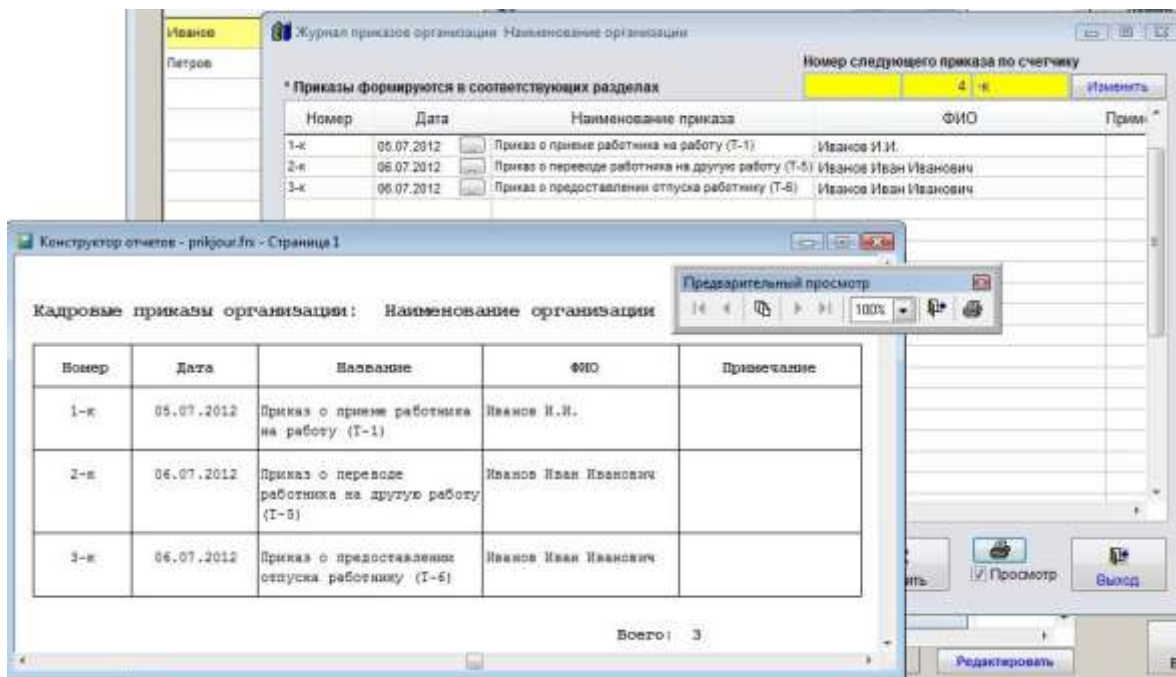 Иванов
Петров
Журнал приказов организации Наименование организации
Номер следующего приказа по счетчику
* Приказы формируются в соответствующих разделах
4 -к Изменить
Номер Дата Наименование приказа ФИО Прим
1-к 05.07.2012 ... Приказ о приеме работника на работу (Т-1) Иванов И.И.
2-к 06.07.2012 ... Приказ о переводе работника на другую работу (Т-5) Иванов Иван Иванович
3-к 06.07.2012 ... Приказ о предоставлении отпуска работнику (Т-6) Иванов Иван Иванович
Конструктор отчетов - prikjour.frx - Страница 1
Предварительный просмотр
100%
Кадровые приказы организации: Наименование организации
Номер Дата Название ФИО Примечание
1-к 05.07.2012 Приказ о приеме работника Иванов И.И.
на работу (Т-1)
2-к 06.07.2012 Приказ о переводе Иванов Иван Иванович
работника на другую работу
(Т-5)
3-к 06.07.2012 Приказ о предоставлении Иванов Иван Иванович
отпуска работнику (Т-6)
Всего: 3
ить Просмотр Выход
Редактировать